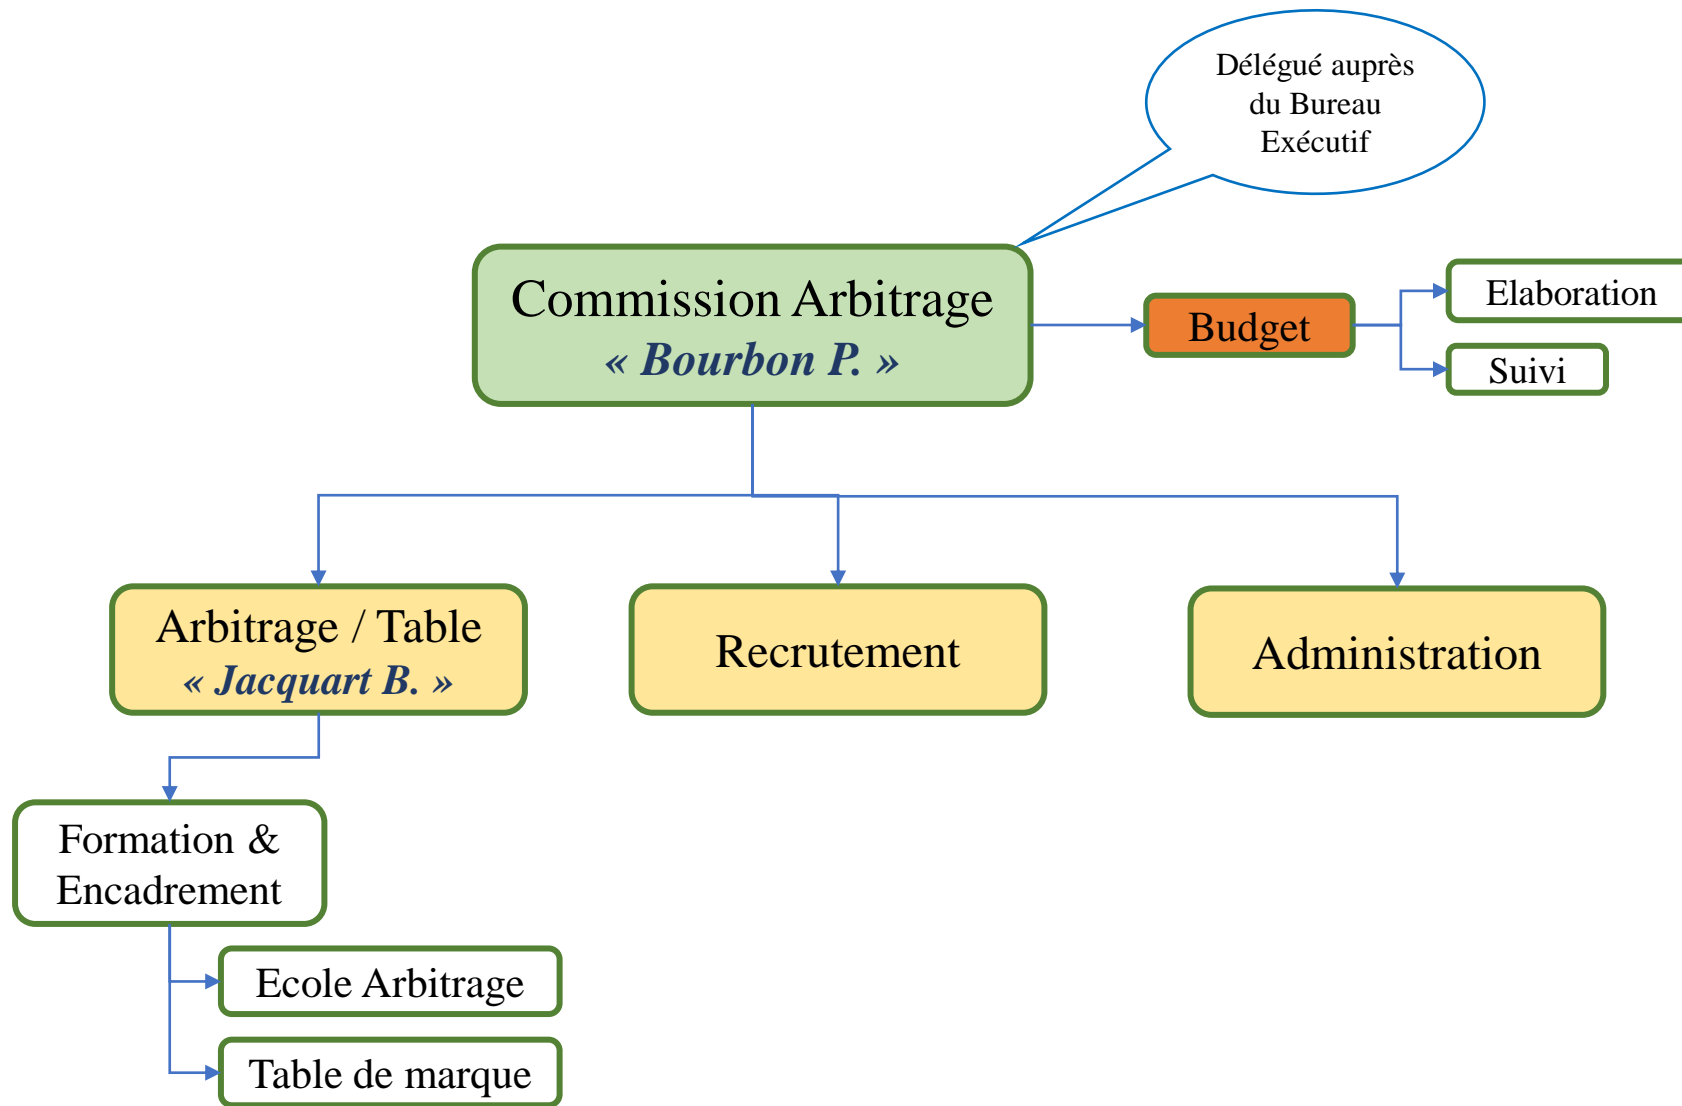 Délégué auprès
du Bureau
Exécutif
Commission Arbitrage
« Bourbon P. »
Budget
Elaboration
Suivi
Arbitrage / Table
« Jacquart B. »
Recrutement
Administration
Formation &
Encadrement
Ecole Arbitrage
Table de marque